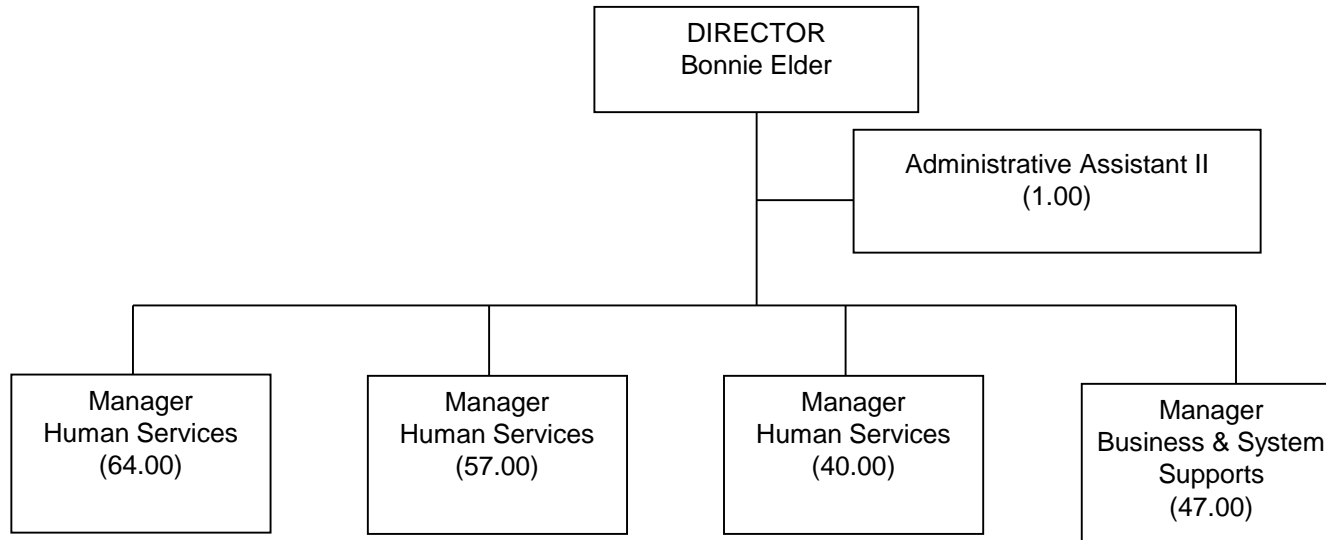 DIRECTOR
Bonnie Elder
Administrative Assistant II
(1.00)
Manager
Human Services
(64.00)
Manager
Human Services
(57.00)
Manager
Human Services
(40.00)
Manager
Business & System
Supports
(47.00)